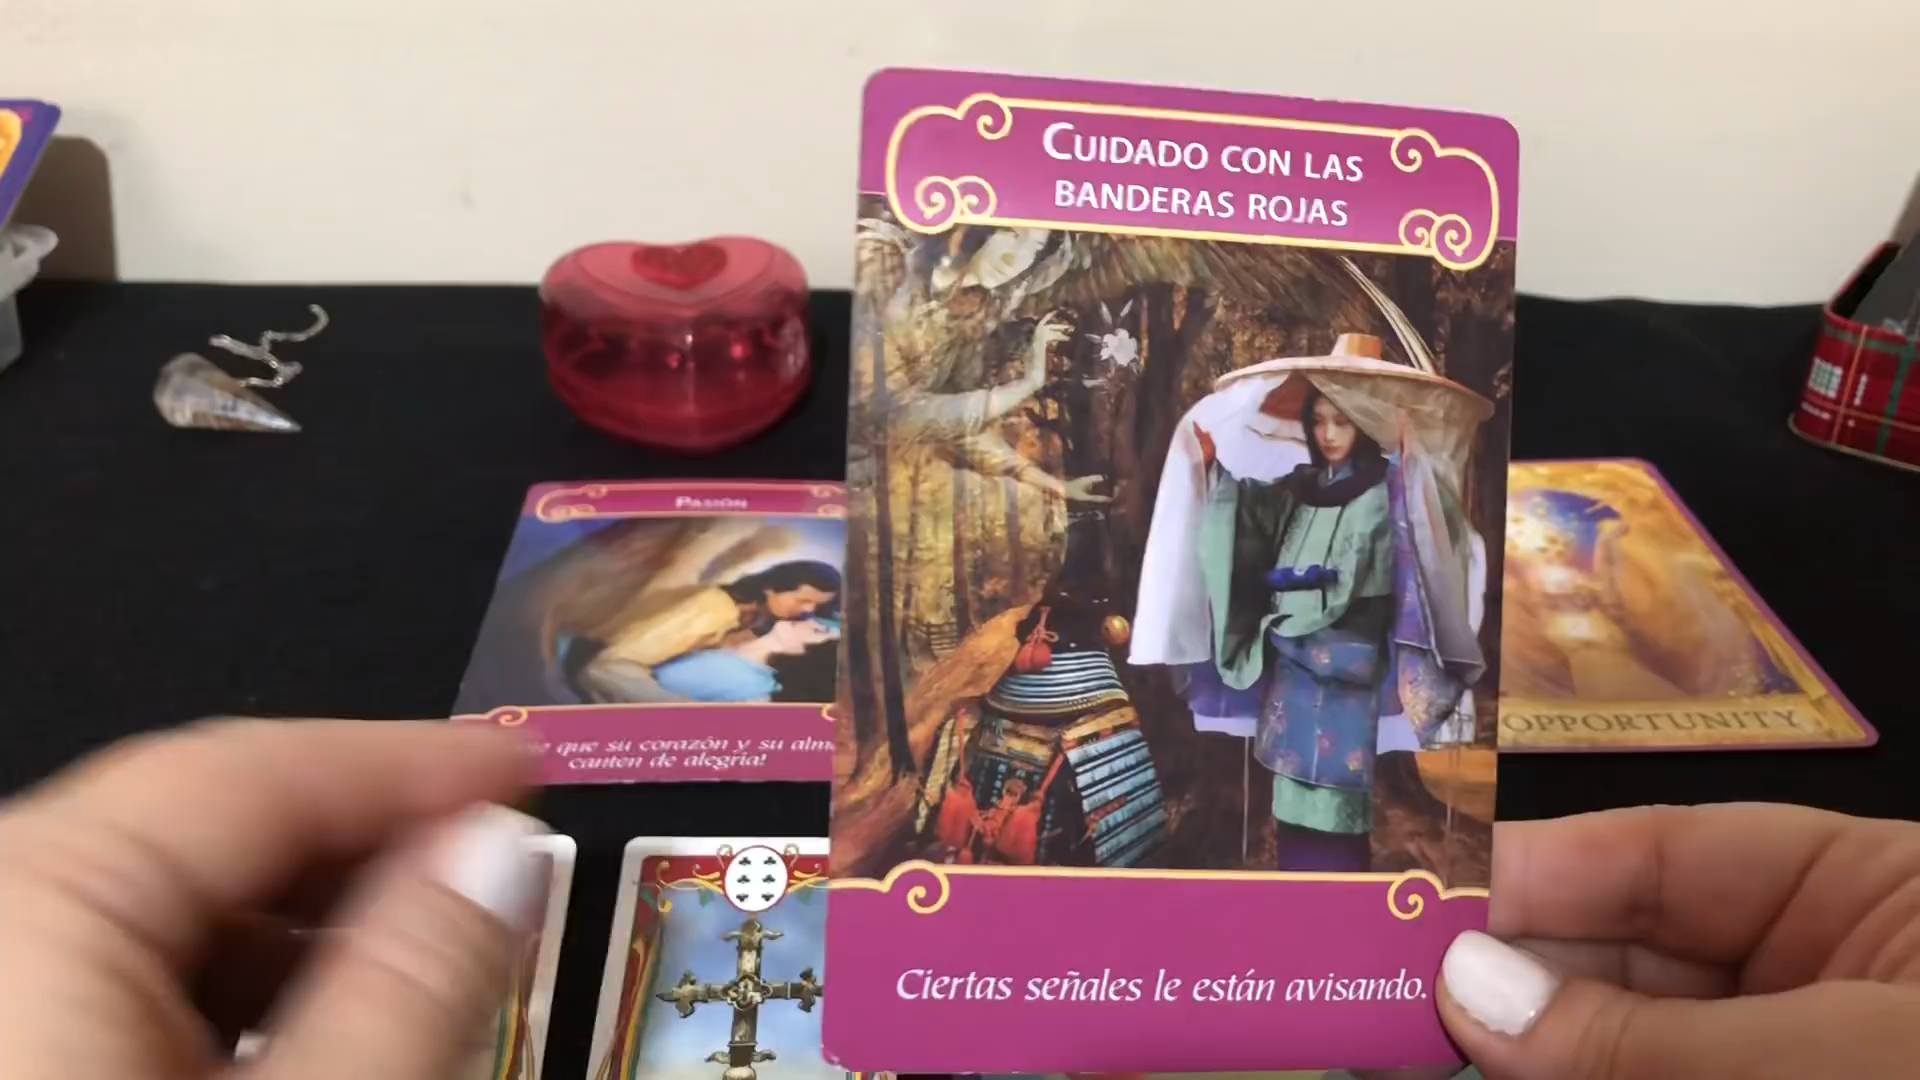 CUIDADO CON LAS
BANDERAS ROJAS
Ciertas señales le están avisando.
PASIÓN
que su corazón y su alma
canten de alegría!
OPPORTUNITY